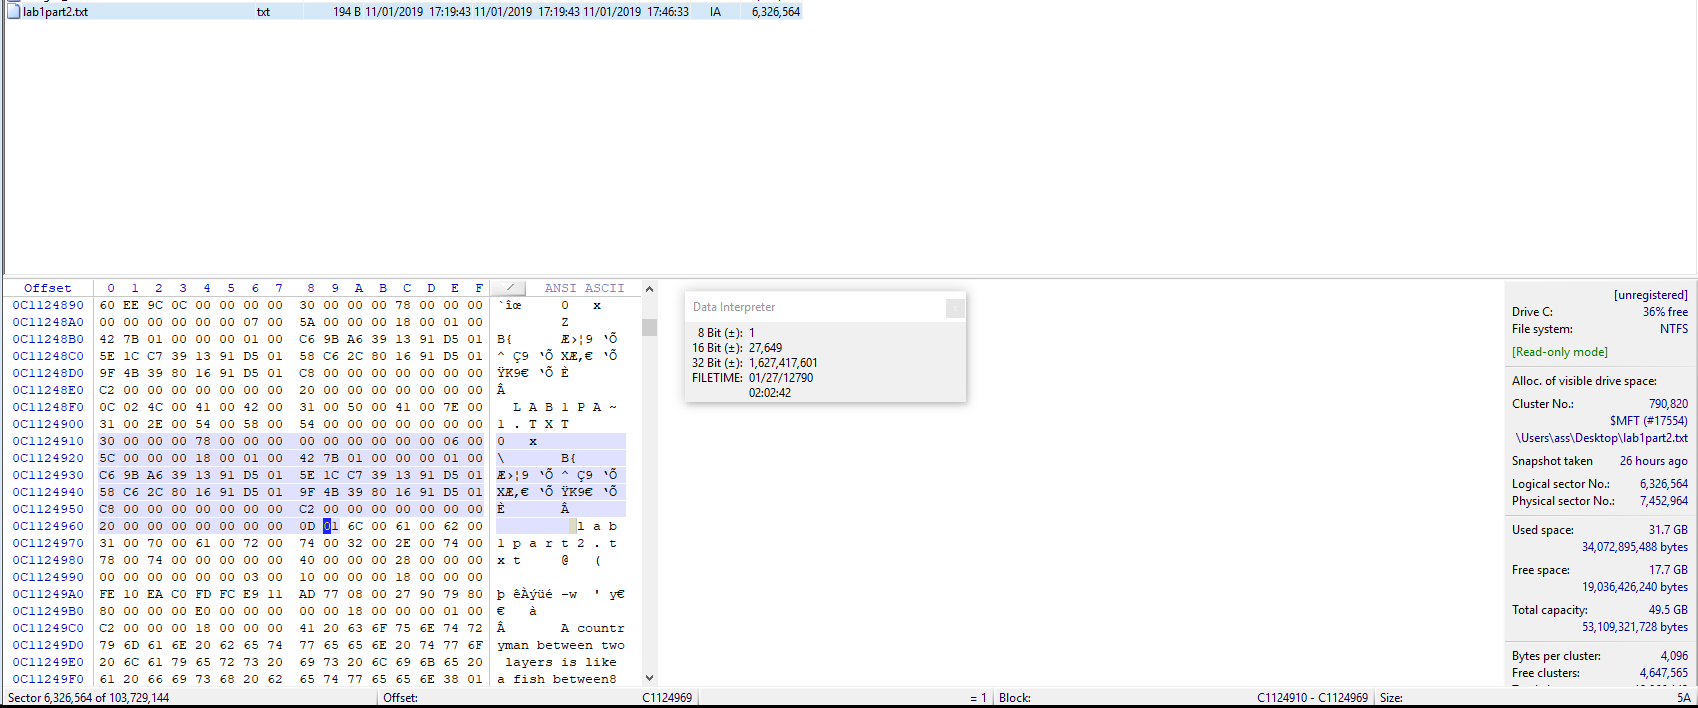 lab1part2.txt txt 194 B 11/01/2019 17:19:43 11/01/2019 17:19:43 11/01/2019 17:46:33 IA 6,326,564
Offset 0 1 2 3 4 5 6 7 8 9 A B C D E F ANSI ASCII
0C1124890 60 EE 9C 0C 00 00 00 00 30 00 00 00 78 00 00 00 `îœ 0 x
0C11248A0 00 00 00 00 00 00 07 00 5A 00 00 00 18 00 01 00 Z
0C11248B0 42 7B 01 00 00 00 01 00 C6 9B A6 39 13 91 D5 01 B{ Æ›¦9 ‘Õ
0C11248C0 5E 1C C7 39 13 91 D5 01 58 C6 2C 80 16 91 D5 01 ^ Ç9 ‘Õ XÆ,€ ‘Õ
0C11248D0 9F 4B 39 80 16 91 D5 01 C8 00 00 00 00 00 00 00 ŸK9€ ‘Õ È
0C11248E0 C2 00 00 00 00 00 00 00 20 00 00 00 00 00 00 00 Â
0C11248F0 0C 02 4C 00 41 00 42 00 31 00 50 00 41 00 7E 00 L A B 1 P A ~
0C1124900 31 00 2E 00 54 00 58 00 54 00 00 00 00 00 00 00 1 . T X T
0C1124910 30 00 00 00 78 00 00 00 00 00 00 00 00 00 06 00 0 x
0C1124920 5C 00 00 00 18 00 01 00 42 7B 01 00 00 00 01 00 \ B{
0C1124930 C6 9B A6 39 13 91 D5 01 5E 1C C7 39 13 91 D5 01 Æ›¦9 ‘Õ ^ Ç9 ‘Õ
0C1124940 58 C6 2C 80 16 91 D5 01 9F 4B 39 80 16 91 D5 01 XÆ,€ ‘Õ ŸK9€ ‘Õ
0C1124950 C8 00 00 00 00 00 00 00 C2 00 00 00 00 00 00 00 È Â
0C1124960 20 00 00 00 00 00 00 00 0D 01 6C 00 61 00 62 00 l a b
0C1124970 31 00 70 00 61 00 72 00 74 00 32 00 2E 00 74 00 1 p a r t 2 . t
0C1124980 78 00 74 00 00 00 00 00 40 00 00 00 28 00 00 00 x t @ (
0C1124990 00 00 00 00 00 00 03 00 10 00 00 00 18 00 00 00
0C11249A0 FE 10 EA C0 FD FC E9 11 AD 77 08 00 27 90 79 80 þ êÀýüé -w ' y€
0C11249B0 80 00 00 00 E0 00 00 00 00 00 18 00 00 00 01 00 € à
0C11249C0 C2 00 00 00 18 00 00 00 41 20 63 6F 75 6E 74 72 Â A countr
0C11249D0 79 6D 61 6E 20 62 65 74 77 65 65 6E 20 74 77 6F yman between two
0C11249E0 20 6C 61 79 65 72 73 20 69 73 20 6C 69 6B 65 20 layers is like
0C11249F0 61 20 66 69 73 68 20 62 65 74 77 65 65 6E 38 01 a fish between8
Data Interpreter
8 Bit (±): 1
16 Bit (±): 27,649
32 Bit (±): 1,627,417,601
FILETIME: 01/27/12790
02:02:42
[unregistered]
Drive C: 36% free
File system: NTFS
[Read-only mode]
Alloc. of visible drive space:
Cluster No.: 790,820
$MFT (#17554)
\Users\ass\Desktop\lab1part2.txt
Snapshot taken 26 hours ago
Logical sector No.: 6,326,564
Physical sector No.: 7,452,964
Used space: 31.7 GB
34,072,895,488 bytes
Free space: 17.7 GB
19,036,426,240 bytes
Total capacity: 49.5 GB
53,109,321,728 bytes
Bytes per cluster: 4,096
Free clusters: 4,647,565
Sector 6,326,564 of 103,729,144 Offset: C1124969 = 1 Block: C1124910 - C1124969 Size: 5A